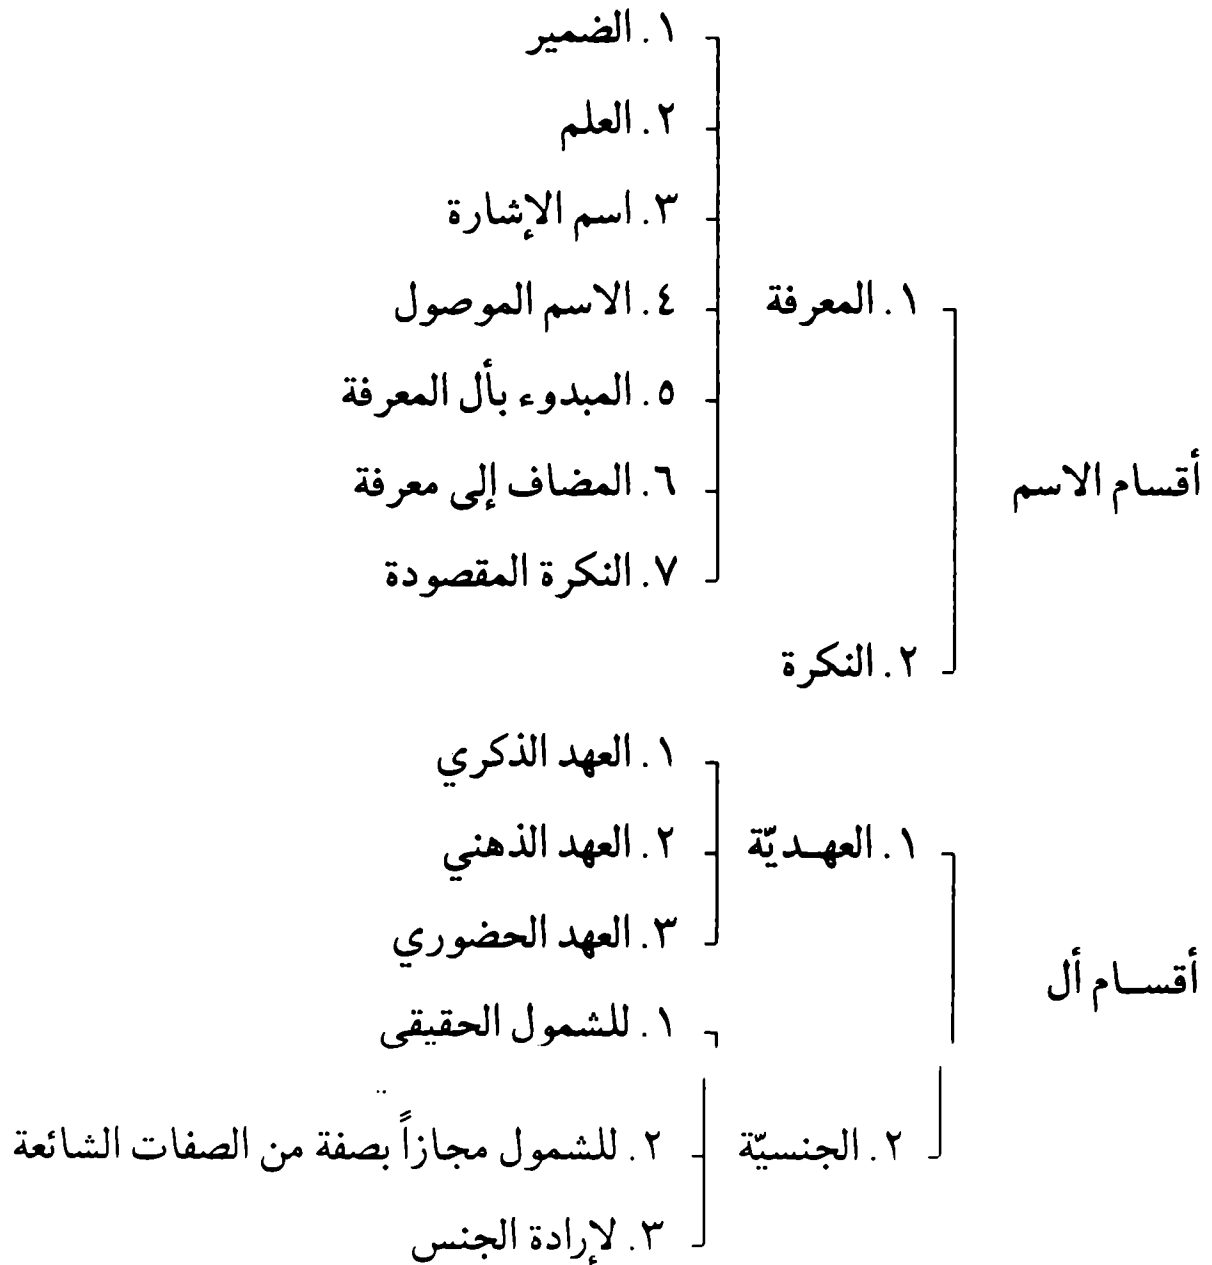 ١. الضمير
٢. العلم
٣. اسم الإشارة
١. المعرفة ٤. الاسم الموصول
٥. المبدوء بأل المعرفة
أقسام الاسم ٦. المضاف إلى معرفة
٧. النكرة المقصودة
٢. النكرة
١. العهد الذكري
١. العهـديّة ٢. العهد الذهني
٣. العهد الحضوري
أقسـام أل
١. للشمول الحقيقى
٢. الجنسيّة ٢. للشمول مجازاً بصفة من الصفات الشائعة
٣. لإرادة الجنس